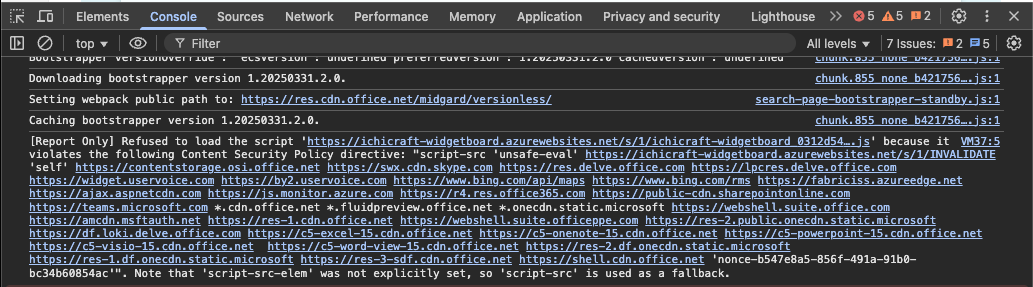 Elements Console Sources Network Performance Memory Application Privacy and security Lighthouse >> 5 5 2
top Filter All levels 7 Issues: 2 5
Bootstrapper versionOverride : "ecsVersion": undefined preferredVersion : 1.20250331.2.0 cachedVersion : undefined chunk.855_none_b421756….js:1
Downloading bootstrapper version 1.20250331.2.0. chunk.855_none_b421756….js:1
Setting webpack public path to: https://res.cdn.office.net/midgard/versionless/ search-page-bootstrapper-standby.js:1
Caching bootstrapper version 1.20250331.2.0. chunk.855_none_b421756….js:1
[Report Only] Refused to load the script 'https://ichicraft-widgetboard.azurewebsites.net/s/1/ichicraft-widgetboard_0312d54….js' because it VM37:5
violates the following Content Security Policy directive: "script-src 'unsafe-eval' https://ichicraft-widgetboard.azurewebsites.net/s/1/INVALIDATE
'self' https://contentstorage.osi.office.net https://swx.cdn.skype.com https://res.delve.office.com https://lpcres.delve.office.com
https://widget.uservoice.com https://by2.uservoice.com https://www.bing.com/api/maps https://www.bing.com/rms https://fabriciss.azureedge.net
https://ajax.aspnetcdn.com https://js.monitor.azure.com https://r4.res.office365.com https://public-cdn.sharepointonline.com
https://teams.microsoft.com *.cdn.office.net *.fluidpreview.office.net *.onecdn.static.microsoft https://webshell.suite.office.com
https://amcdn.msftauth.net https://res-1.cdn.office.net https://webshell.suite.officeppe.com https://res-2.public.onecdn.static.microsoft
https://df.loki.delve.office.com https://c5-excel-15.cdn.office.net https://c5-onenote-15.cdn.office.net https://c5-powerpoint-15.cdn.office.net
https://c5-visio-15.cdn.office.net https://c5-word-view-15.cdn.office.net https://res-2.df.onecdn.static.microsoft
https://res-1.df.onecdn.static.microsoft https://res-3-sdf.cdn.office.net https://shell.cdn.office.net 'nonce-b547e8a5-856f-491a-91b0-
bc34b60854ac'". Note that 'script-src-elem' was not explicitly set, so 'script-src' is used as a fallback.